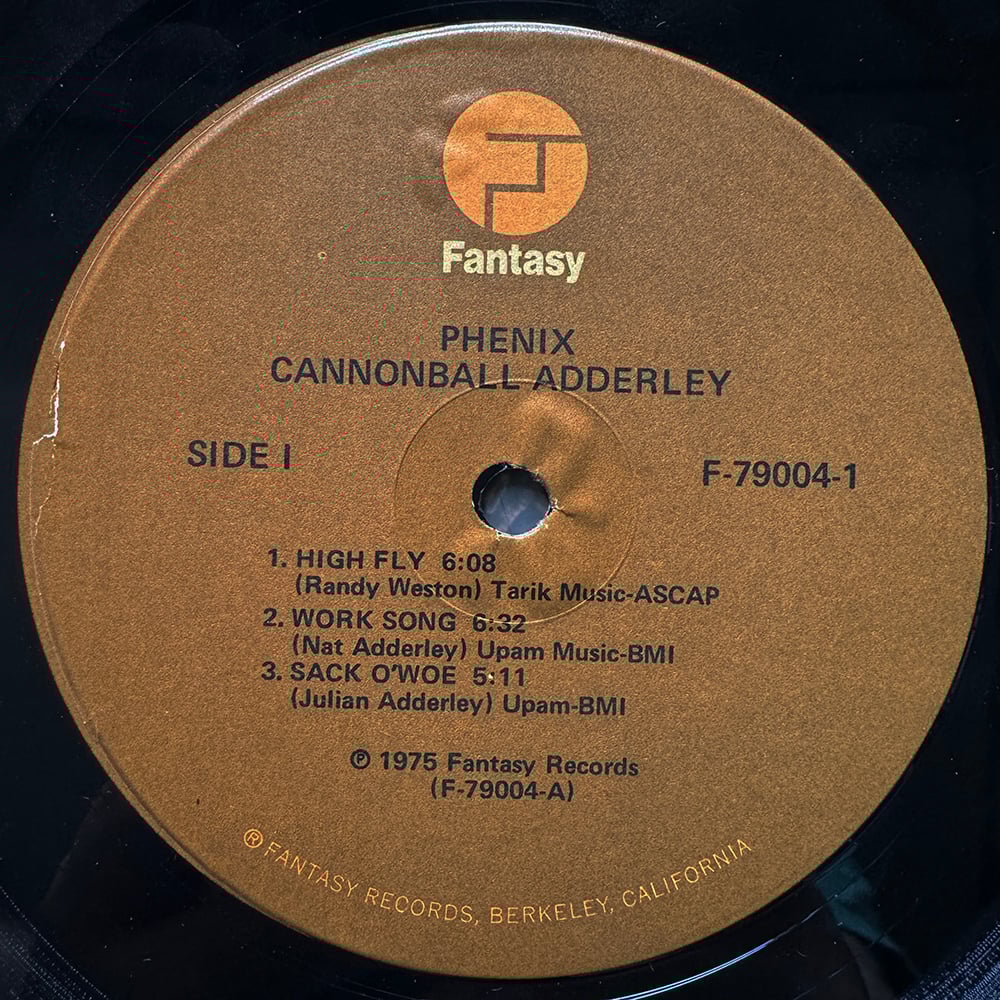 Fantasy
PHENIX
CANNONBALL ADDERLEY
SIDE I
F-79004-1
1. HIGH FLY 6:08
(Randy Weston) Tarik Music-ASCAP
2. WORK SONG 6:32
(Nat Adderley) Upam Music-BMI
3. SACK O'WOE 5:11
(Julian Adderley) Upam-BMI
℗ 1975 Fantasy Records
(F-79004-A)
® FANTASY RECORDS, BERKELEY, CALIFORNIA